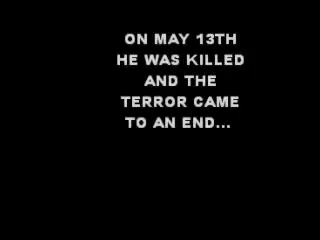 ON MAY 13TH
HE WAS KILLED
AND THE
TERROR CAME
TO AN END...